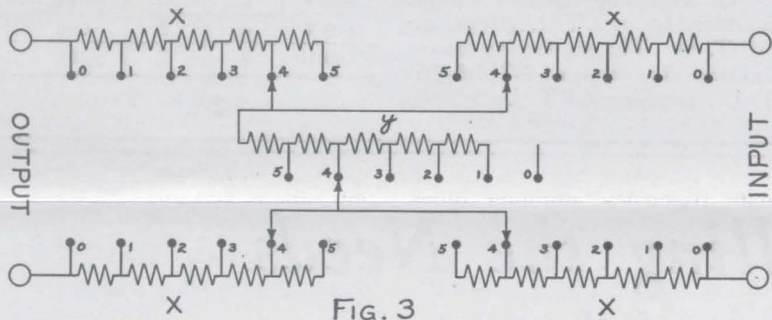 X X
0 1 2 3 4 5 5 4 3 2 1 0
OUTPUT
y
INPUT
5 4 3 2 1 0
0 1 2 3 4 5 5 4 3 2 1 0
X X
FIG. 3